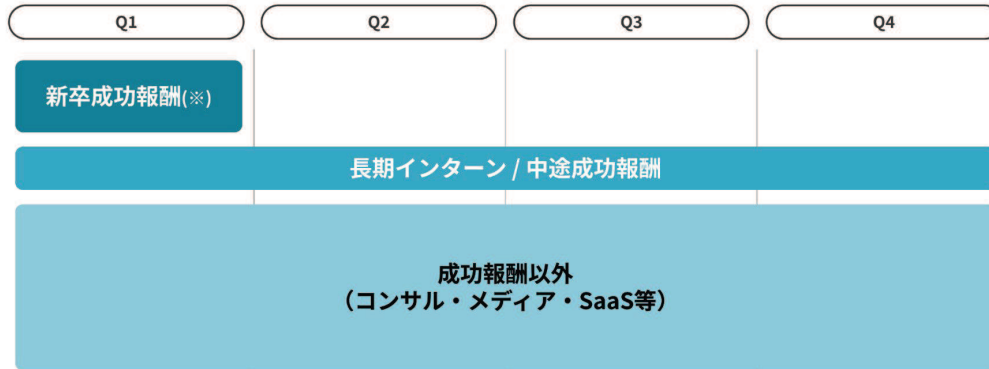 Q1
Q2
Q3
Q4
新卒成功報酬(※)
長期インターン / 中途成功報酬
成功報酬以外
（コンサル・メディア・SaaS等）